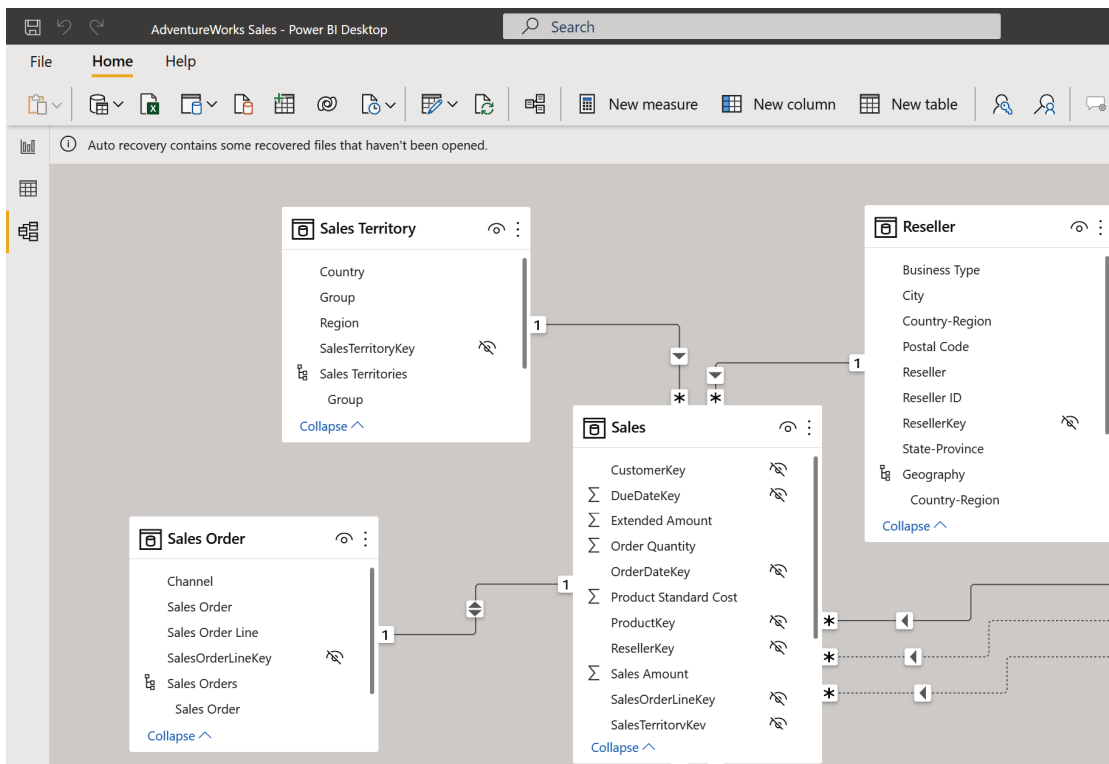 AdventureWorks Sales - Power BI Desktop
Search
File Home Help
New measure New column New table
Auto recovery contains some recovered files that haven't been opened.
Sales Territory
Country
Group
Region
SalesTerritoryKey
Sales Territories
Group
Collapse
1
*
Reseller
Business Type
City
Country-Region
Postal Code
Reseller
Reseller ID
ResellerKey
State-Province
Geography
Country-Region
Collapse
1
*
Sales Order
Channel
Sales Order
Sales Order Line
SalesOrderLineKey
Sales Orders
Sales Order
Collapse
1
1
Sales
CustomerKey
∑ DueDateKey
∑ Extended Amount
∑ Order Quantity
OrderDateKey
∑ Product Standard Cost
ProductKey
ResellerKey
∑ Sales Amount
SalesOrderLineKey
SalesTerritoryKey
Collapse
*
*
*